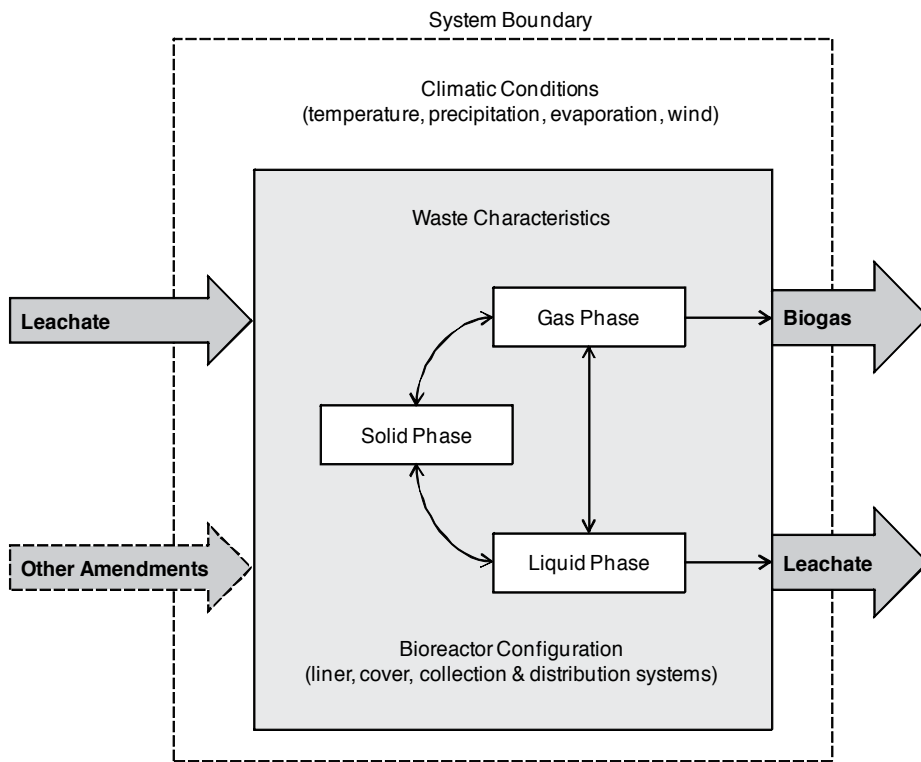 System Boundary
Climatic Conditions
(temperature, precipitation, evaporation, wind)
Waste Characteristics
Leachate
Gas Phase
Biogas
Solid Phase
Other Amendments
Liquid Phase
Leachate
Bioreactor Configuration
(liner, cover, collection & distribution systems)